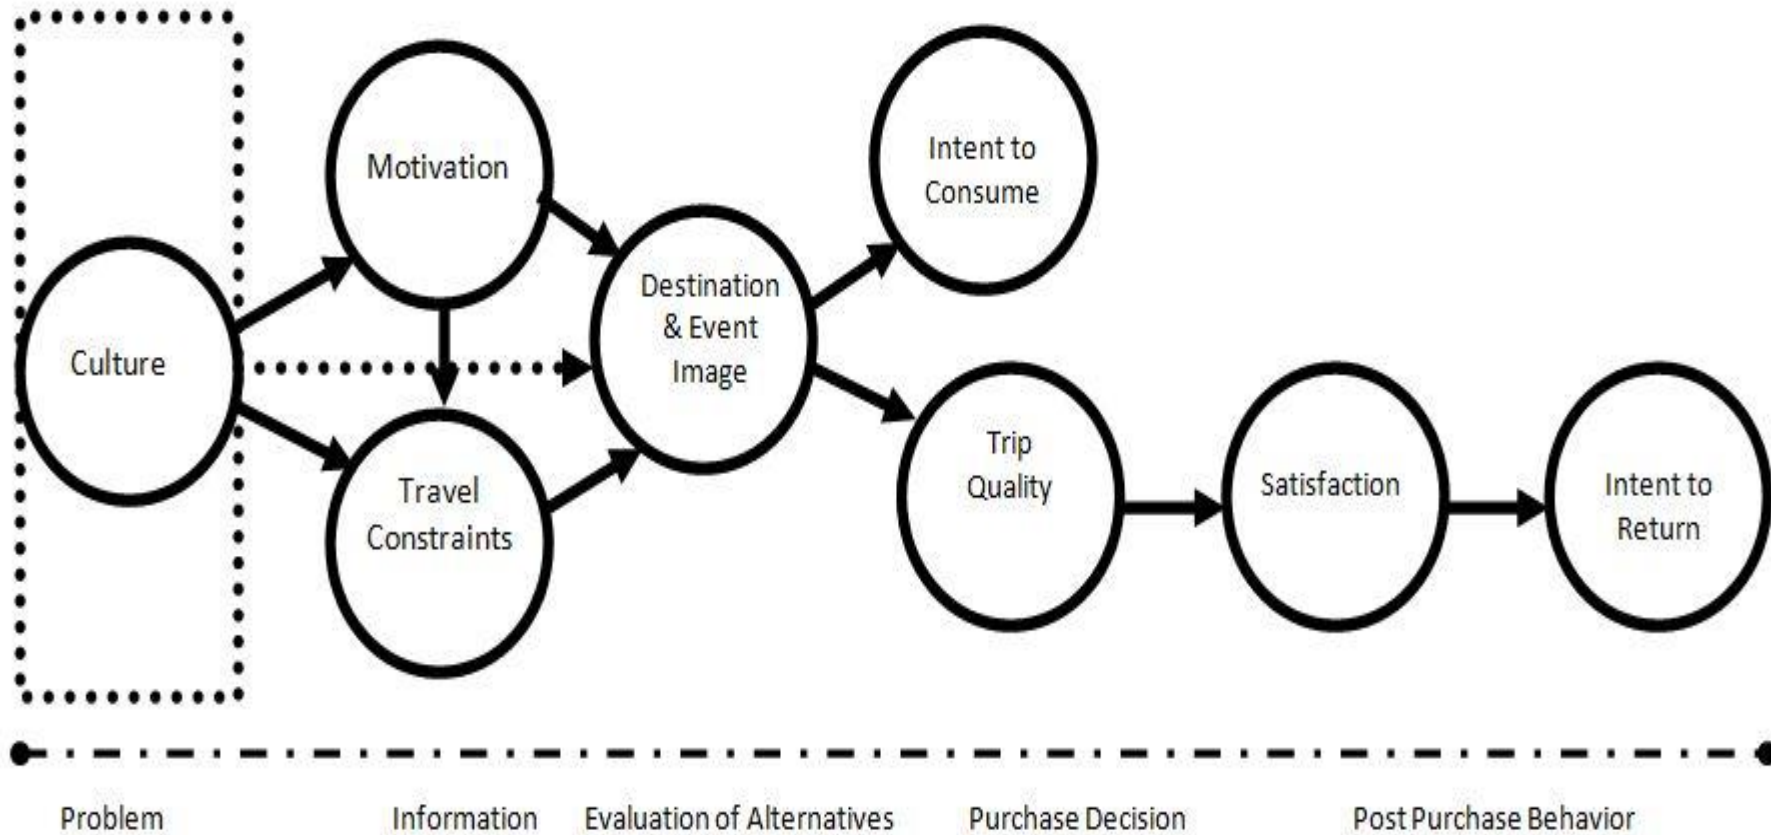 Culture
Motivation
Travel
Constraints
Destination
& Event
Image
Intent to
Consume
Trip
Quality
Satisfaction
Intent to
Return
Problem
Information
Evaluation of Alternatives
Purchase Decision
Post Purchase Behavior